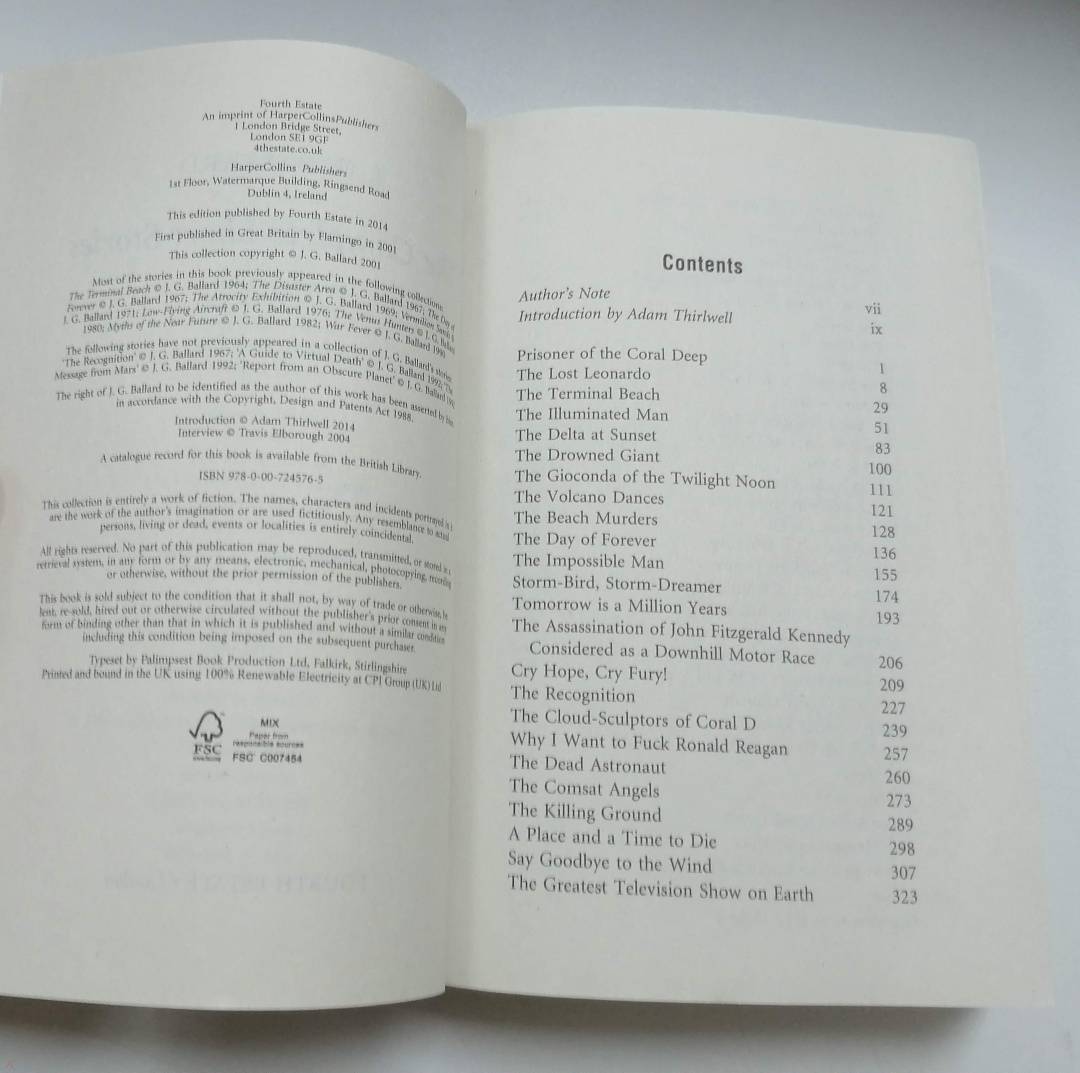 Fourth Estate
An imprint of HarperCollinsPublishers
1 London Bridge Street,
London SE1 9GF
4thestate.co.uk
HarperCollins Publishers
1st Floor, Watermarque Building, Ringsend Road
Dublin 4, Ireland
This edition published by Fourth Estate in 2014
First published in Great Britain by Flamingo in 2001
This collection copyright © J. G. Ballard 2001
Most of the stories in this book previously appeared in the following collections:
The Terminal Beach © J. G. Ballard 1964; The Disaster Area © J. G. Ballard 1967; The Day of
Forever © J. G. Ballard 1967; The Atrocity Exhibition © J. G. Ballard 1969; Vermilion Sands ©
J. G. Ballard 1971; Low-Flying Aircraft © J. G. Ballard 1976; The Venus Hunters © J. G. Ballard
1980; Myths of the Near Future © J. G. Ballard 1982; War Fever © J. G. Ballard 1990
The following stories have not previously appeared in a collection of J. G. Ballard's stories:
'The Recognition' © J. G. Ballard 1967; 'A Guide to Virtual Death' © J. G. Ballard 1992; 'The
Message from Mars' © J. G. Ballard 1992; 'Report from an Obscure Planet' © J. G. Ballard
The right of J. G. Ballard to be identified as the author of this work has been asserted by
in accordance with the Copyright, Design and Patents Act 1988.
Introduction © Adam Thirlwell 2014
Interview © Travis Elborough 2004
A catalogue record for this book is available from the British Library.
ISBN 978-0-00-724576-5
This collection is entirely a work of fiction. The names, characters and incidents portrayed in
are the work of the author's imagination or are used fictitiously. Any resemblance to actual
persons, living or dead, events or localities is entirely coincidental.
All rights reserved. No part of this publication may be reproduced, transmitted, or stored in a
retrieval system, in any form or by any means, electronic, mechanical, photocopying, recording
or otherwise, without the prior permission of the publishers.
This book is sold subject to the condition that it shall not, by way of trade or otherwise, be
lent, re-sold, hired out or otherwise circulated without the publisher's prior consent in any
form of binding other than that in which it is published and without a similar condition
including this condition being imposed on the subsequent purchaser.
Typeset by Palimpsest Book Production Ltd, Falkirk, Stirlingshire
Printed and bound in the UK using 100% Renewable Electricity at CPI Group (UK) Ltd
FSC
MIX
Paper from
responsible sources
FSC C007454
Contents
Author's Note vii
Introduction by Adam Thirlwell ix
Prisoner of the Coral Deep 1
The Lost Leonardo 8
The Terminal Beach 29
The Illuminated Man 51
The Delta at Sunset 83
The Drowned Giant 100
The Gioconda of the Twilight Noon 111
The Volcano Dances 121
The Beach Murders 128
The Day of Forever 136
The Impossible Man 155
Storm-Bird, Storm-Dreamer 174
Tomorrow is a Million Years 193
The Assassination of John Fitzgerald Kennedy
Considered as a Downhill Motor Race 206
Cry Hope, Cry Fury! 209
The Recognition 227
The Cloud-Sculptors of Coral D 239
Why I Want to Fuck Ronald Reagan 257
The Dead Astronaut 260
The Comsat Angels 273
The Killing Ground 289
A Place and a Time to Die 298
Say Goodbye to the Wind 307
The Greatest Television Show on Earth 323